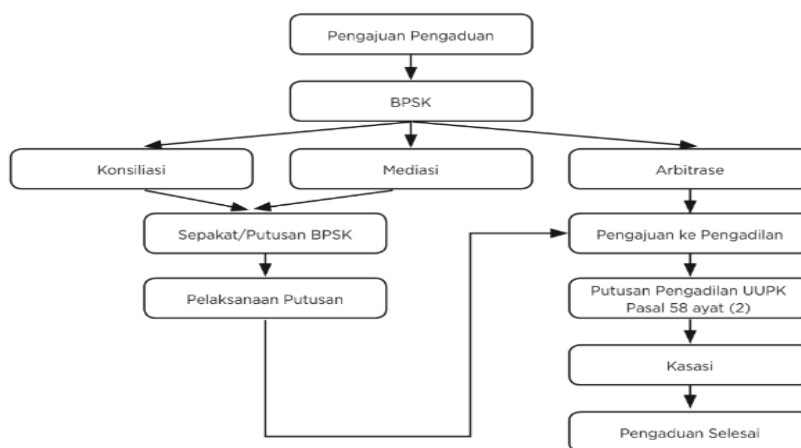 Pengajuan Pengaduan
BPSK
Konsiliasi
Mediasi
Arbitrase
Sepakat/Putusan BPSK
Pengajuan ke Pengadilan
Pelaksanaan Putusan
Putusan Pengadilan UUPK
Pasal 58 ayat (2)
Kasasi
Pengaduan Selesai